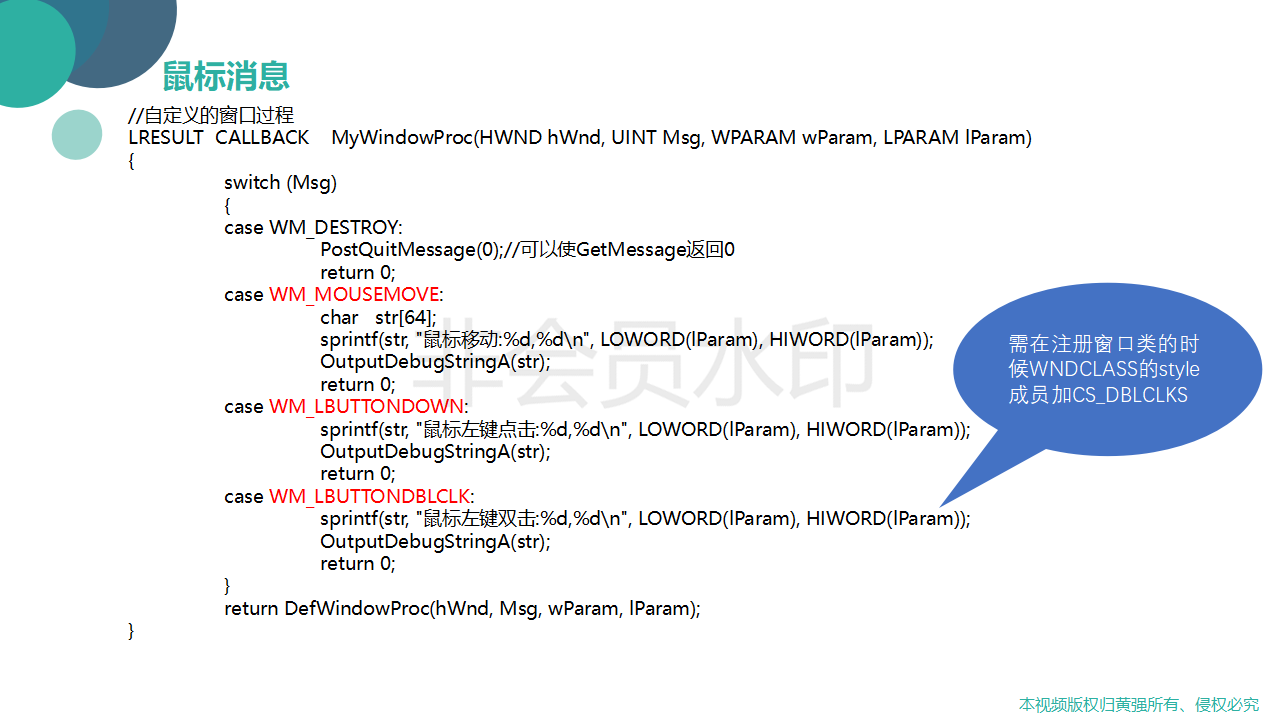 鼠标消息
//自定义的窗口过程
LRESULT CALLBACK MyWindowProc(HWND hWnd, UINT Msg, WPARAM wParam, LPARAM lParam)
{
switch (Msg)
{
case WM_DESTROY:
PostQuitMessage(0);//可以使GetMessage返回0
return 0;
case WM_MOUSEMOVE:
char str[64];
sprintf(str, "鼠标移动:%d,%d\n", LOWORD(lParam), HIWORD(lParam));
OutputDebugStringA(str);
return 0;
case WM_LBUTTONDOWN:
sprintf(str, "鼠标左键点击:%d,%d\n", LOWORD(lParam), HIWORD(lParam));
OutputDebugStringA(str);
return 0;
case WM_LBUTTONDBLCLK:
sprintf(str, "鼠标左键双击:%d,%d\n", LOWORD(lParam), HIWORD(lParam));
OutputDebugStringA(str);
return 0;
}
return DefWindowProc(hWnd, Msg, wParam, lParam);
}
需在注册窗口类的时
候WNDCLASS的style
成员加CS_DBLCLKS
非会员水印
本视频版权归黄强所有、侵权必究